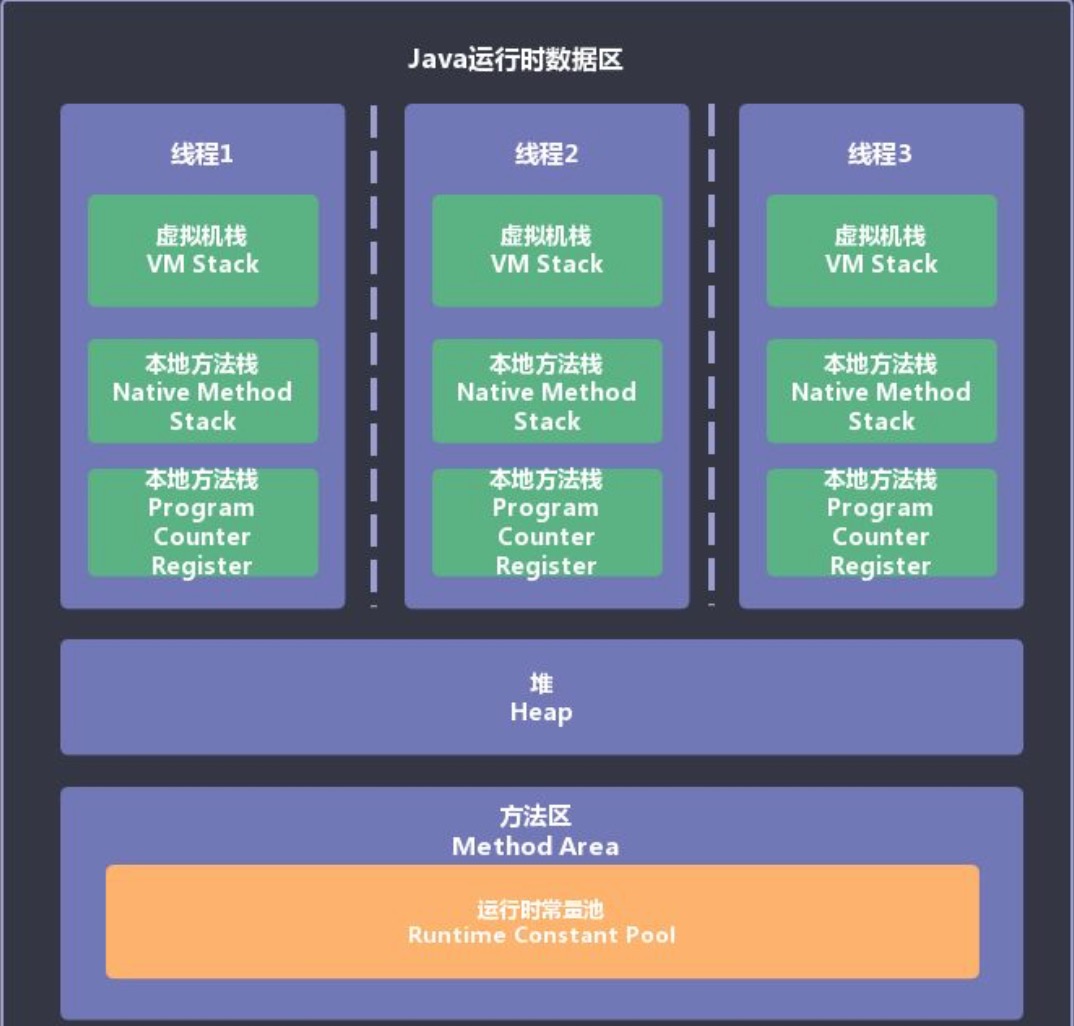 Java运行时数据区
线程1
虚拟机栈
VM Stack
本地方法栈
Native Method
Stack
本地方法栈
Program
Counter
Register
线程2
虚拟机栈
VM Stack
本地方法栈
Native Method
Stack
本地方法栈
Program
Counter
Register
线程3
虚拟机栈
VM Stack
本地方法栈
Native Method
Stack
本地方法栈
Program
Counter
Register
堆
Heap
方法区
Method Area
运行时常量池
Runtime Constant Pool